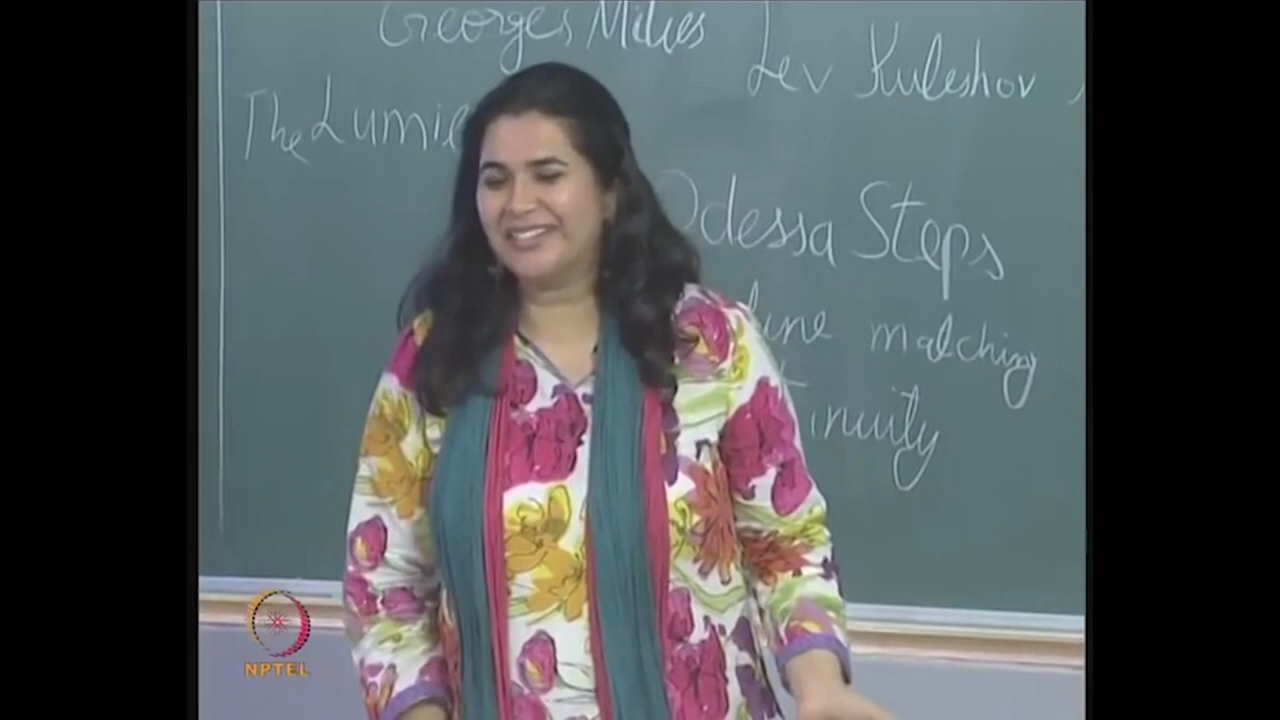 Georges Milies
Lev Kuleshov
The Lumie
Odessa Steps
line matching
tinuity
NPTEL